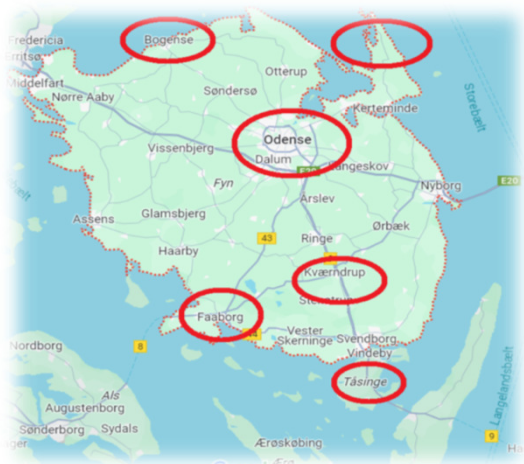 Fredericia
Erritsø
Middelfart
Bogense
Otterup
Søndersø
Nørre Aaby
Kerteminde
Storebælt
Odense
Vissenbjerg
Dalum
Langeskov
E20
Fyn
Nyborg
Årslev
Assens
Glamsbjerg
Ørbæk
43
Ringe
Haarby
Kværndrup
Faaborg
Vester
Skerninge
Svendborg
Vindeby
Nordborg
8
Tåsinge
Als
Augustenborg
Sønderborg
Sydals
Langelandsbælt
9
Ærøskøbing